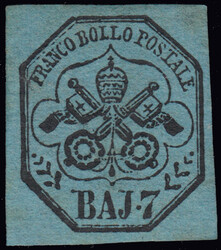 FRANCO BOLLO POSTALE
BAJ. 7